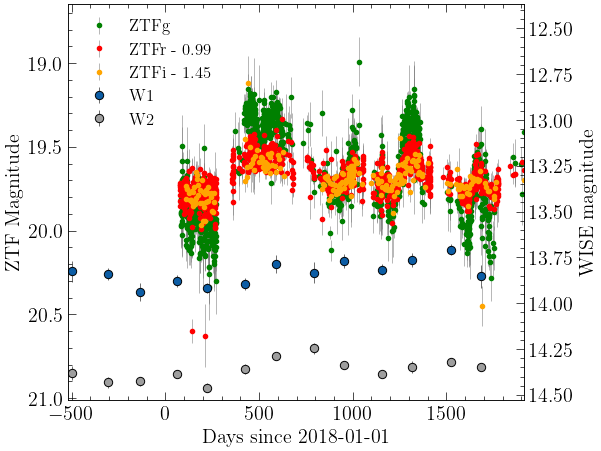 ZTFg
ZTFr - 0.99
ZTFi - 1.45
W1
W2
ZTF Magnitude
19.0
19.5
20.0
20.5
21.0
WISE magnitude
12.50
12.75
13.00
13.25
13.50
13.75
14.00
14.25
14.50
−500 0 500 1000 1500
Days since 2018-01-01